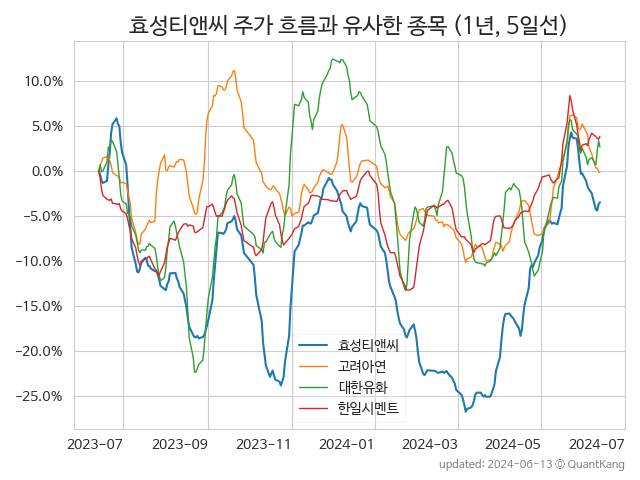 효성티앤씨 주가 흐름과 유사한 종목 (1년, 5일선)
10.0%
5.0%
0.0%
−5.0%
−10.0%
−15.0%
−20.0%
−25.0%
효성티앤씨
고려아연
대한유화
한일시멘트
2023-07
2023-09
2023-11
2024-01
2024-03
2024-05
2024-07
updated: 2024-06-13 ⓒ QuantKang